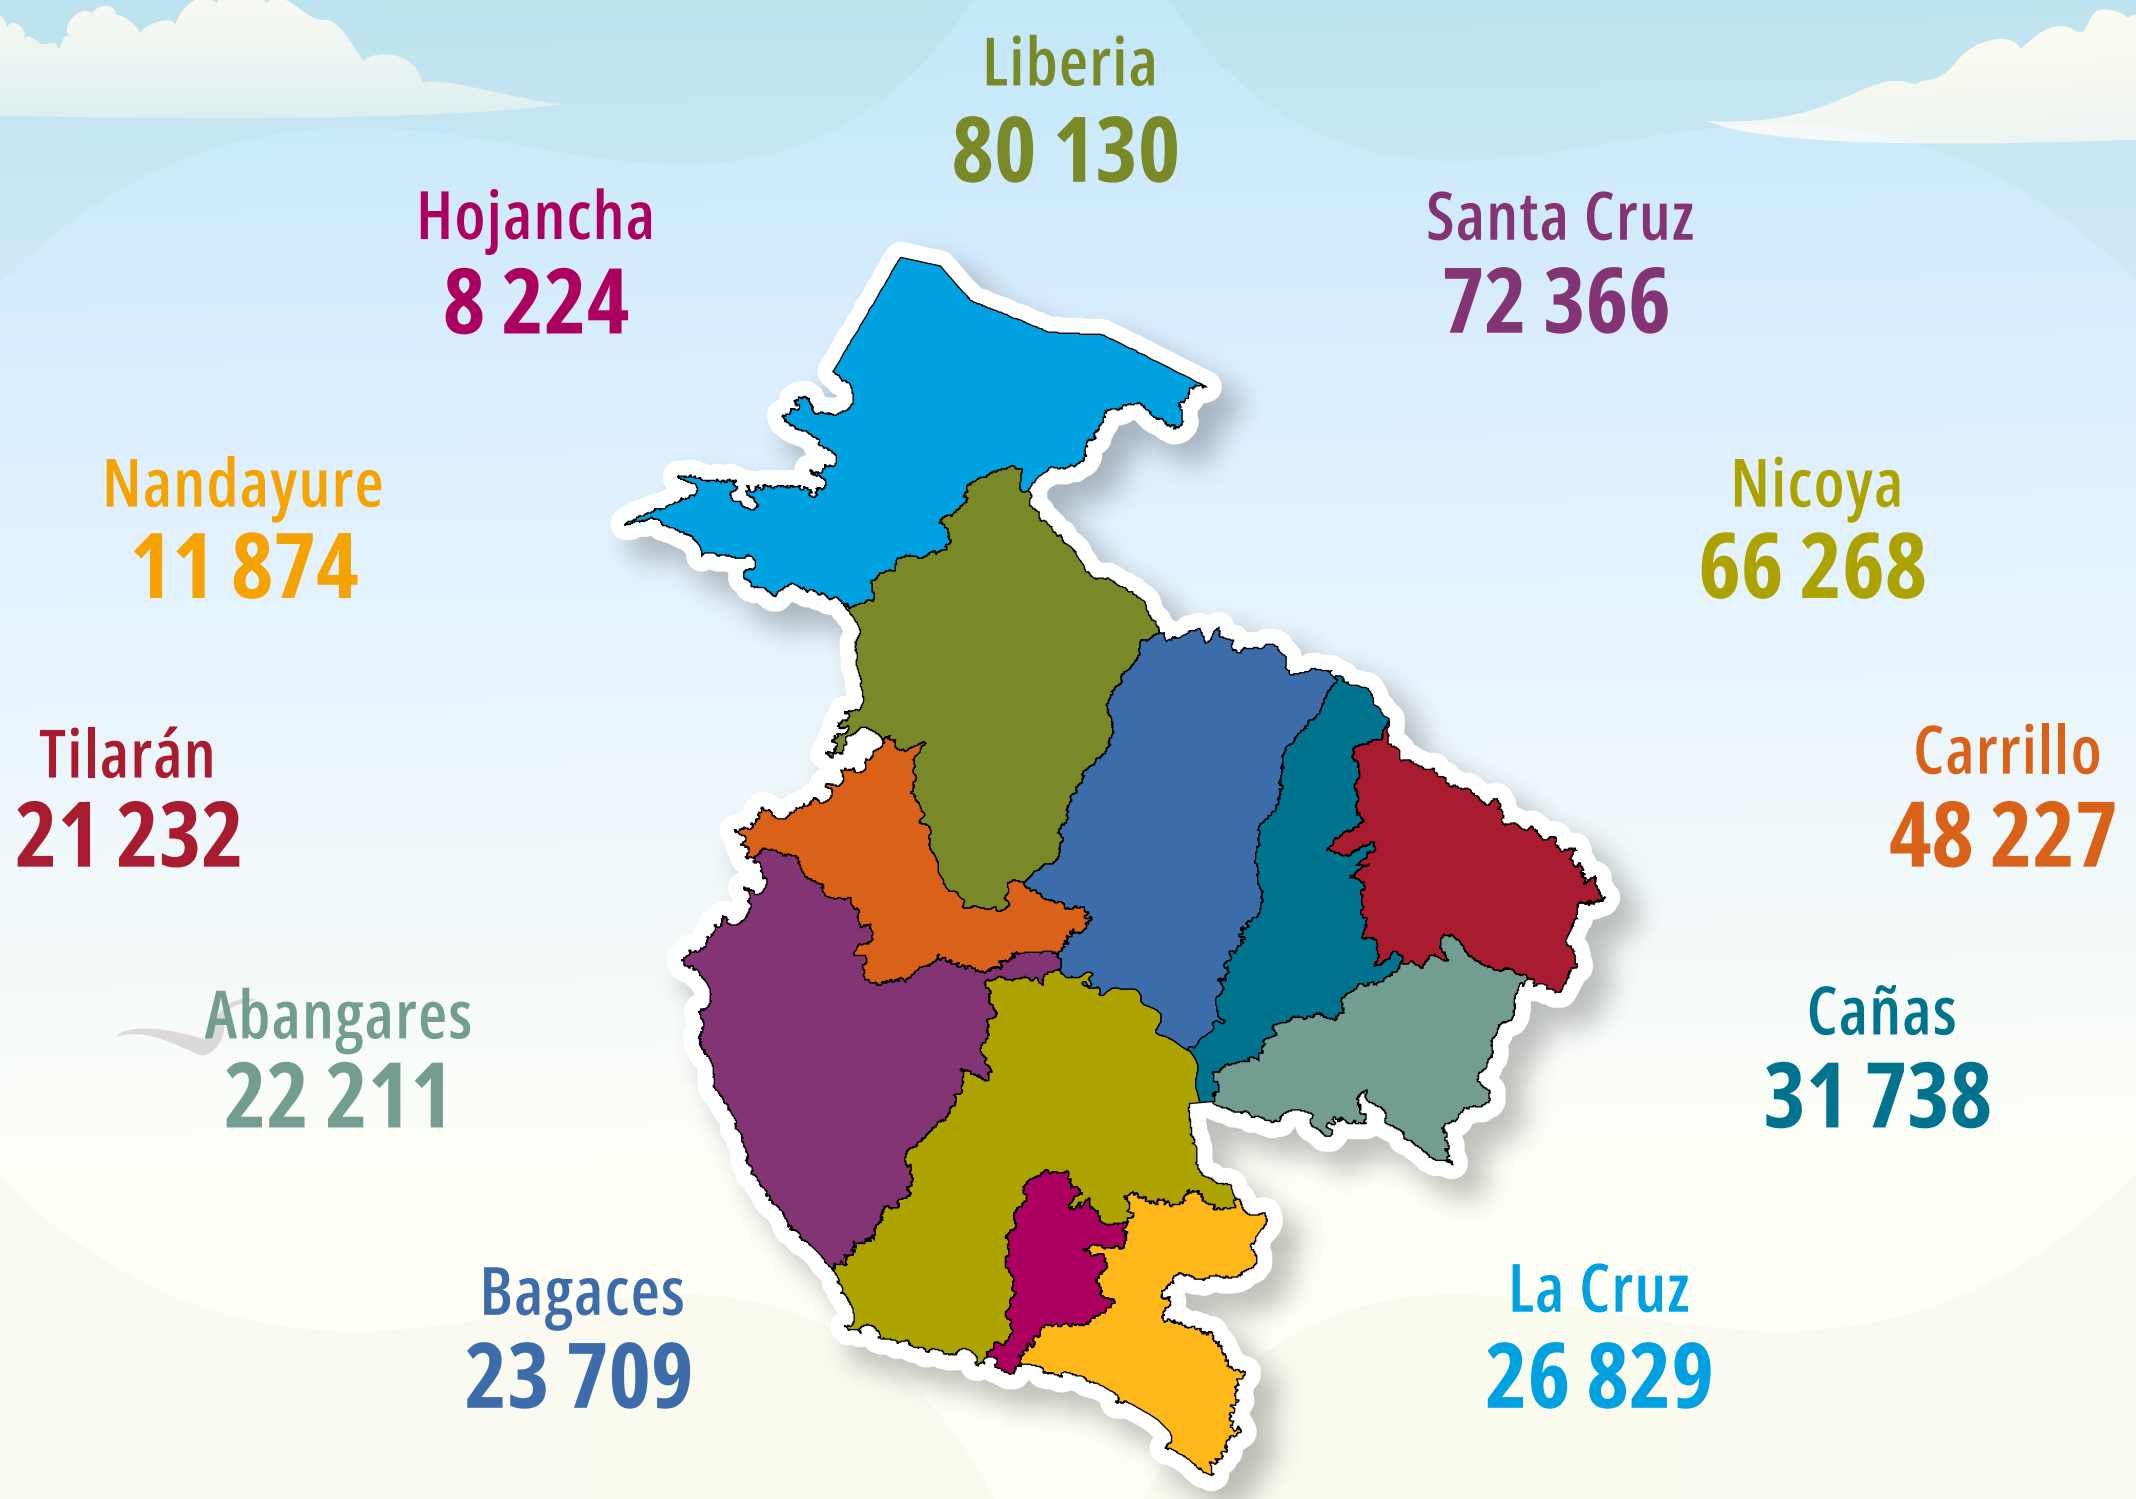 Liberia
80 130
Hojancha
8 224
Santa Cruz
72 366
Nandayure
11 874
Nicoya
66 268
Tilarán
21 232
Carrillo
48 227
Abangares
22 211
Cañas
31 738
Bagaces
23 709
La Cruz
26 829